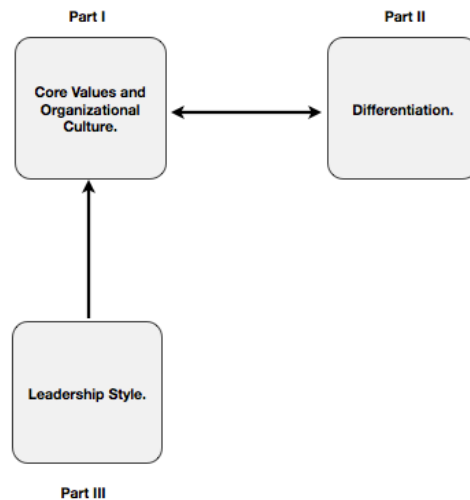 Part I
Part II
Core Values and
Organizational
Culture.
Differentiation.
Leadership Style.
Part III